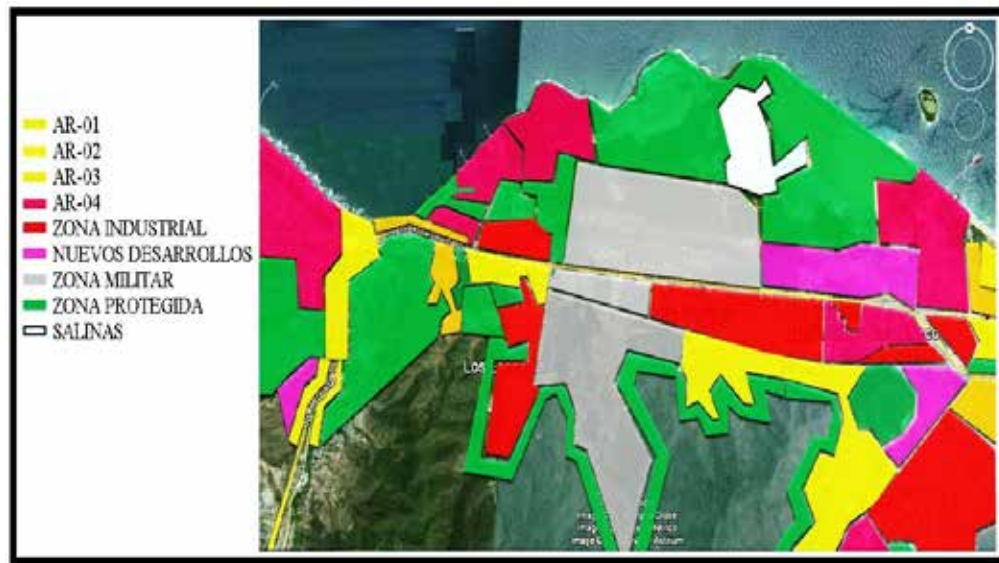 AR-01
AR-02
AR-03
AR-04
ZONA INDUSTRIAL
NUEVOS DESARROLLOS
ZONA MILITAR
ZONA PROTEGIDA
SALINAS